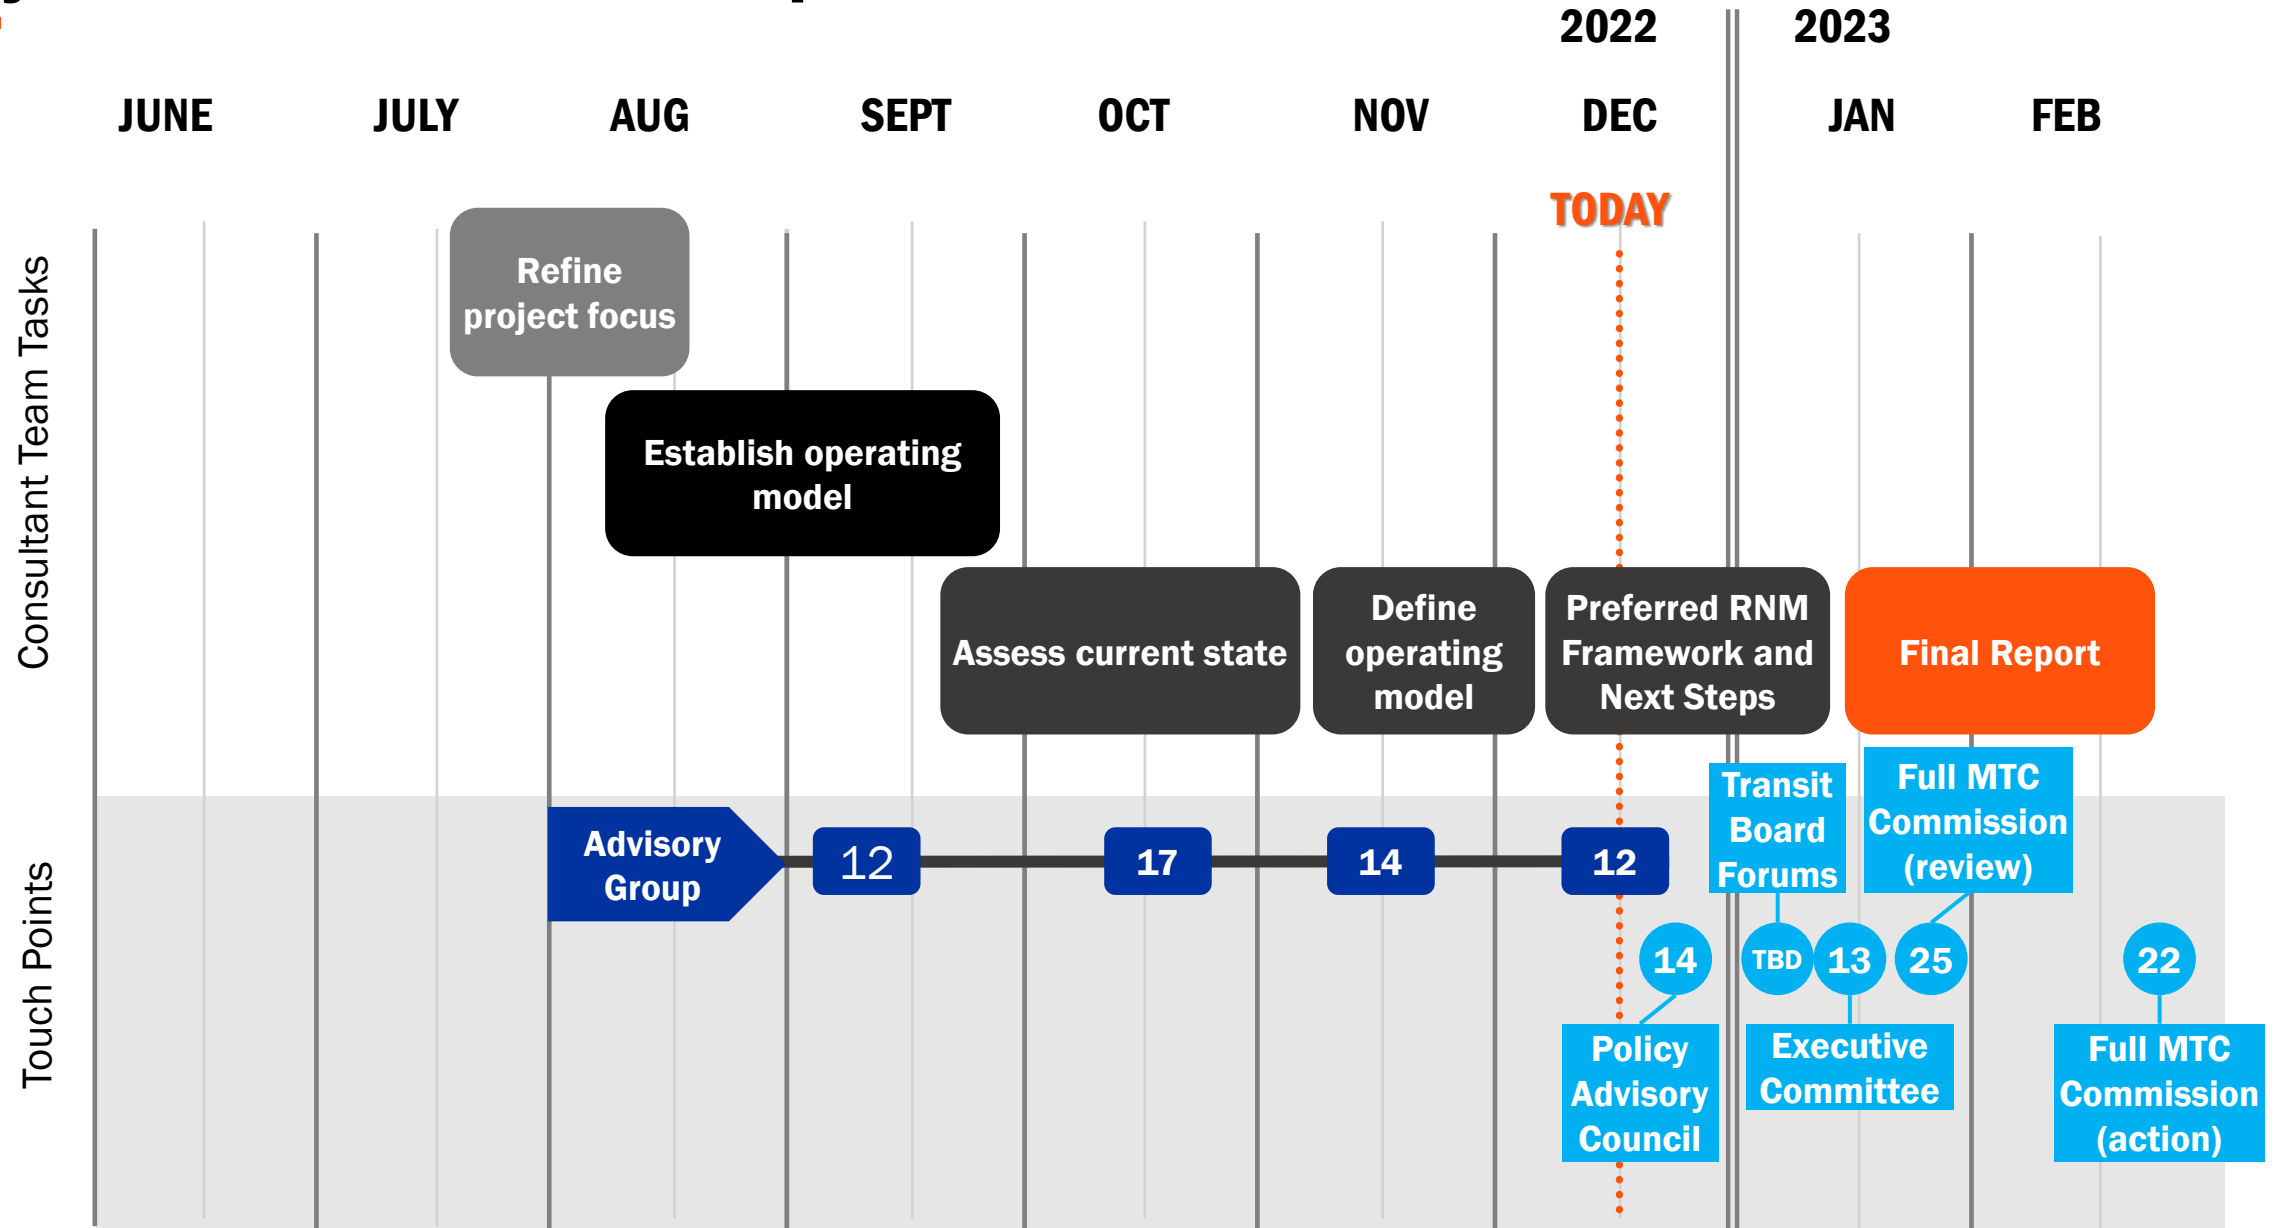 2022 2023
JUNE JULY AUG SEPT OCT NOV DEC JAN FEB
TODAY
Consultant Team Tasks
Refine
project focus
Establish operating
model
Assess current state
Define
operating
model
Preferred RNM
Framework and
Next Steps
Final Report
Touch Points
Advisory
Group
12
17
14
12
Transit
Board
Forums
Full MTC
Commission
(review)
14
TBD
13
25
22
Policy
Advisory
Council
Executive
Committee
Full MTC
Commission
(action)